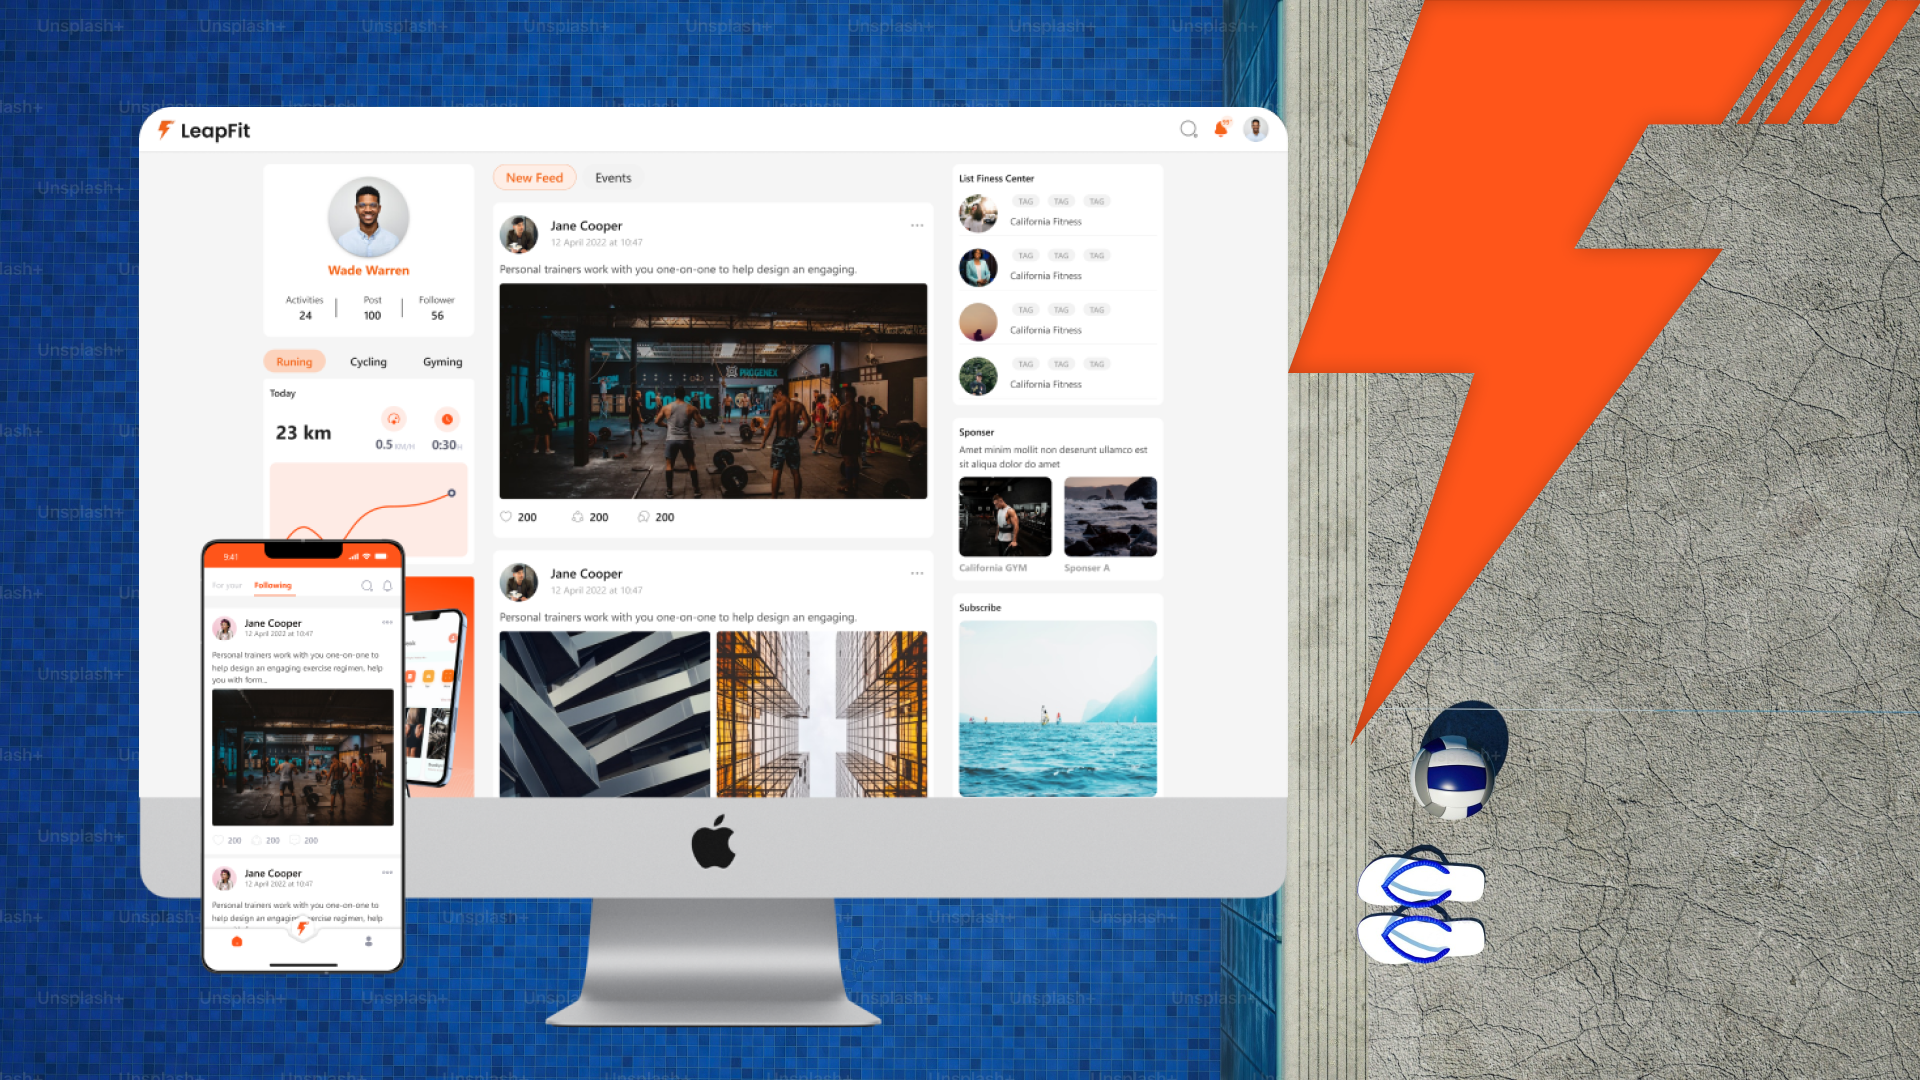 LeapFit
Wade Warren
Activities Post Follower
24 100 56
Runing Cycling Gyming
Today
23 km
0.5 KM/H 0:30H
New Feed Events
Jane Cooper
12 April 2022 at 10:47
Personal trainers work with you one-on-one to help design an engaging.
PROGENEX
CrossFit
200 200 200
Jane Cooper
12 April 2022 at 10:47
Personal trainers work with you one-on-one to help design an engaging.
List Finess Center
TAG TAG TAG
California Fitness
TAG TAG TAG
California Fitness
TAG TAG TAG
California Fitness
TAG TAG TAG
California Fitness
Sponser
Amet minim mollit non deserunt ullamco est
sit aliqua dolor do amet
California GYM Sponser A
Subscribe
9:41
For your Following
Jane Cooper
12 April 2022 at 10:47
Personal trainers work with you one-on-one to
help design an engaging exercise regimen, help
you with form...
200 200 200
Jane Cooper
12 April 2022 at 10:47
Personal trainers work with you one-on-one to
help design an engaging exercise regimen, help
Unsplash+